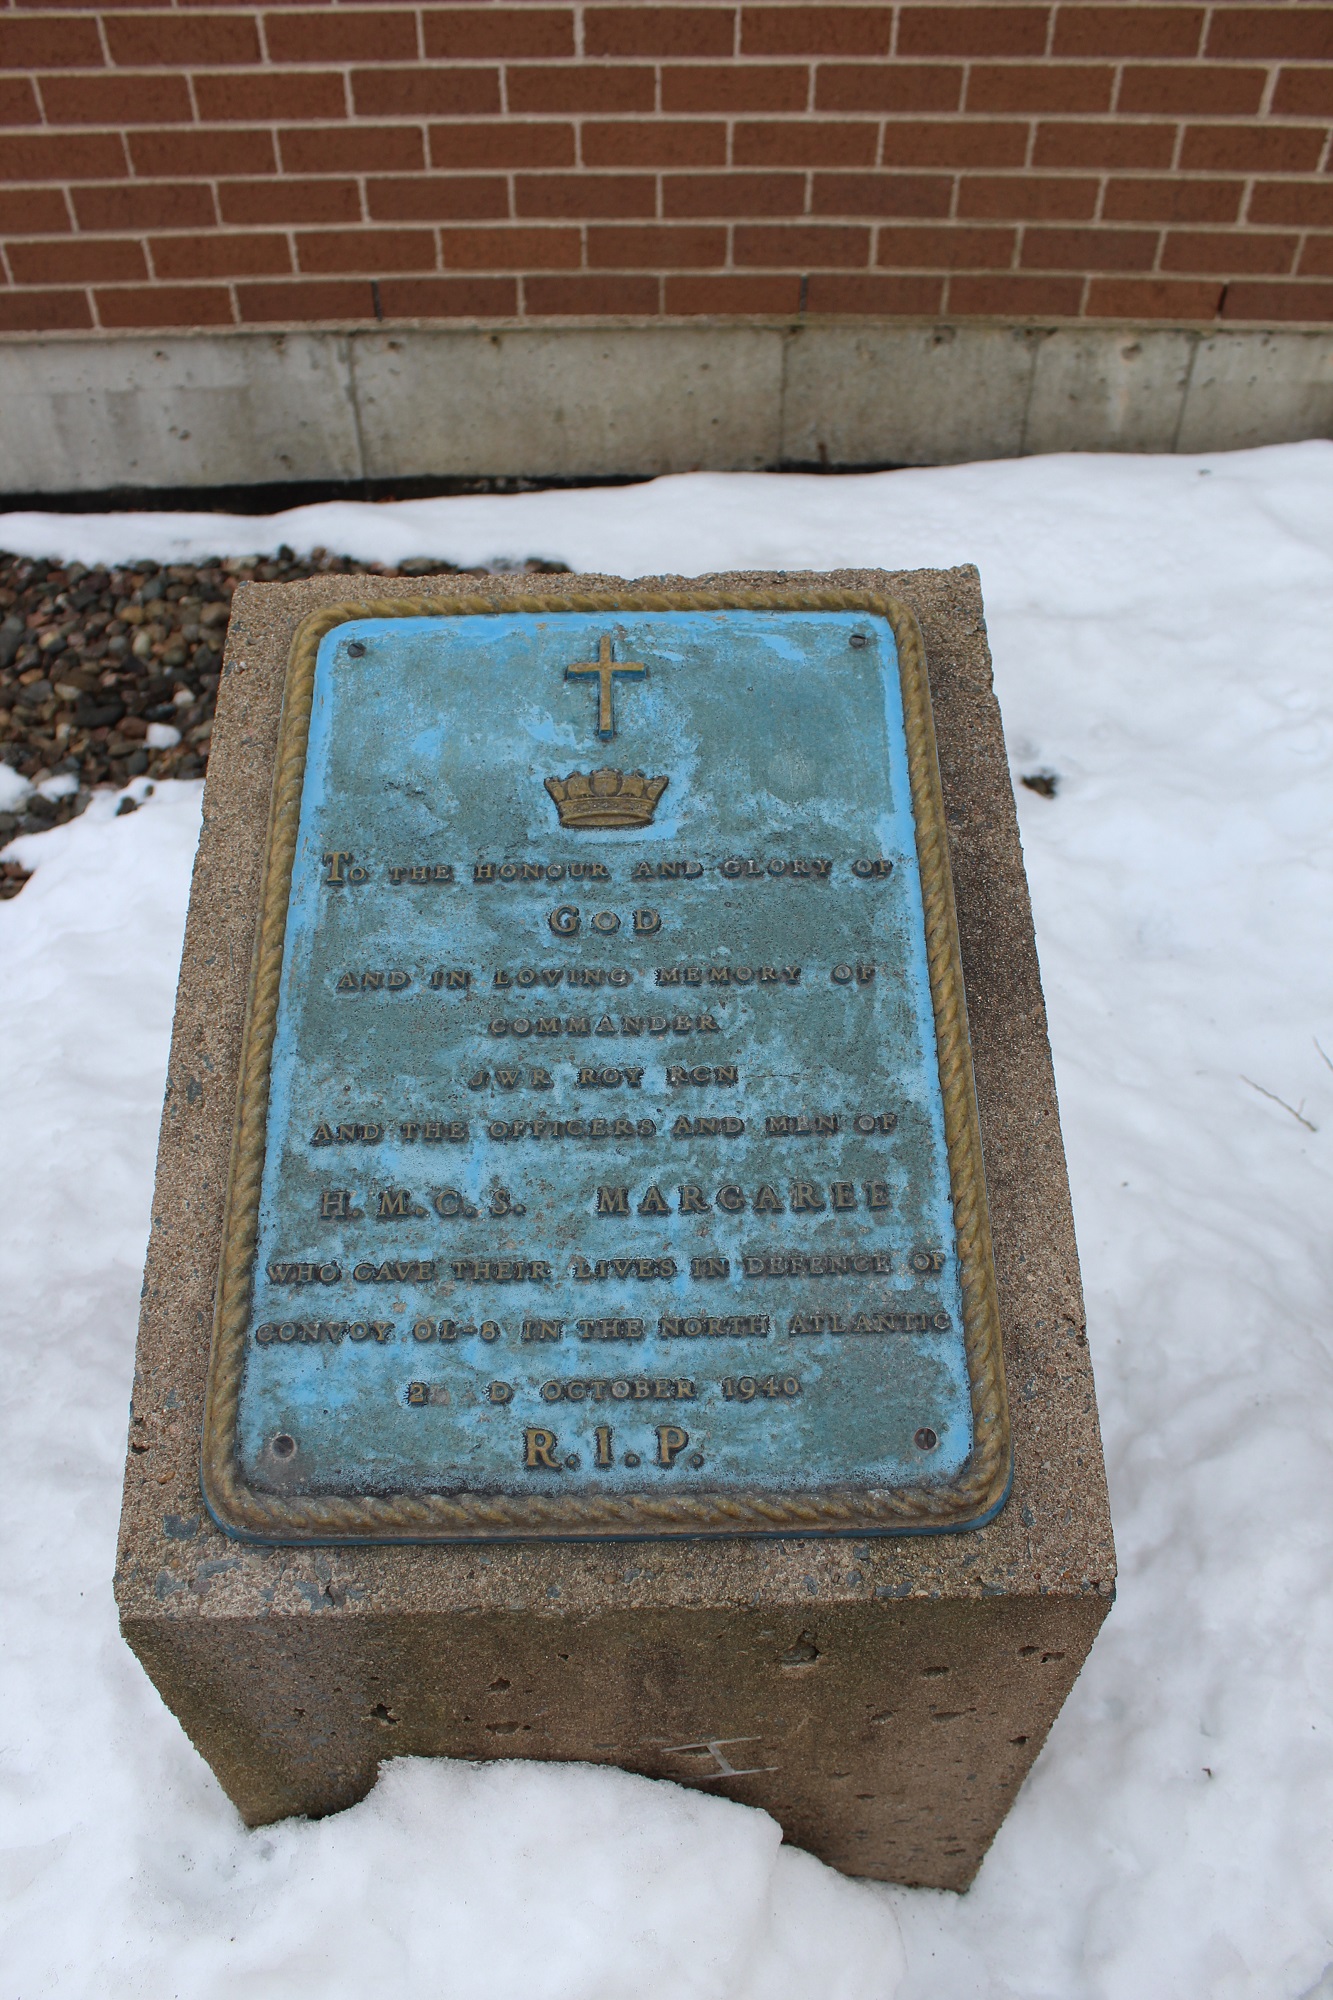 To the honour and glory of
God
and in loving memory of
Commander
JWR Roy RCN
and the officers and men of
H.M.C.S. Margaree
who gave their lives in defence of
convoy OL-8 in the North Atlantic
October 1940
R.I.P.